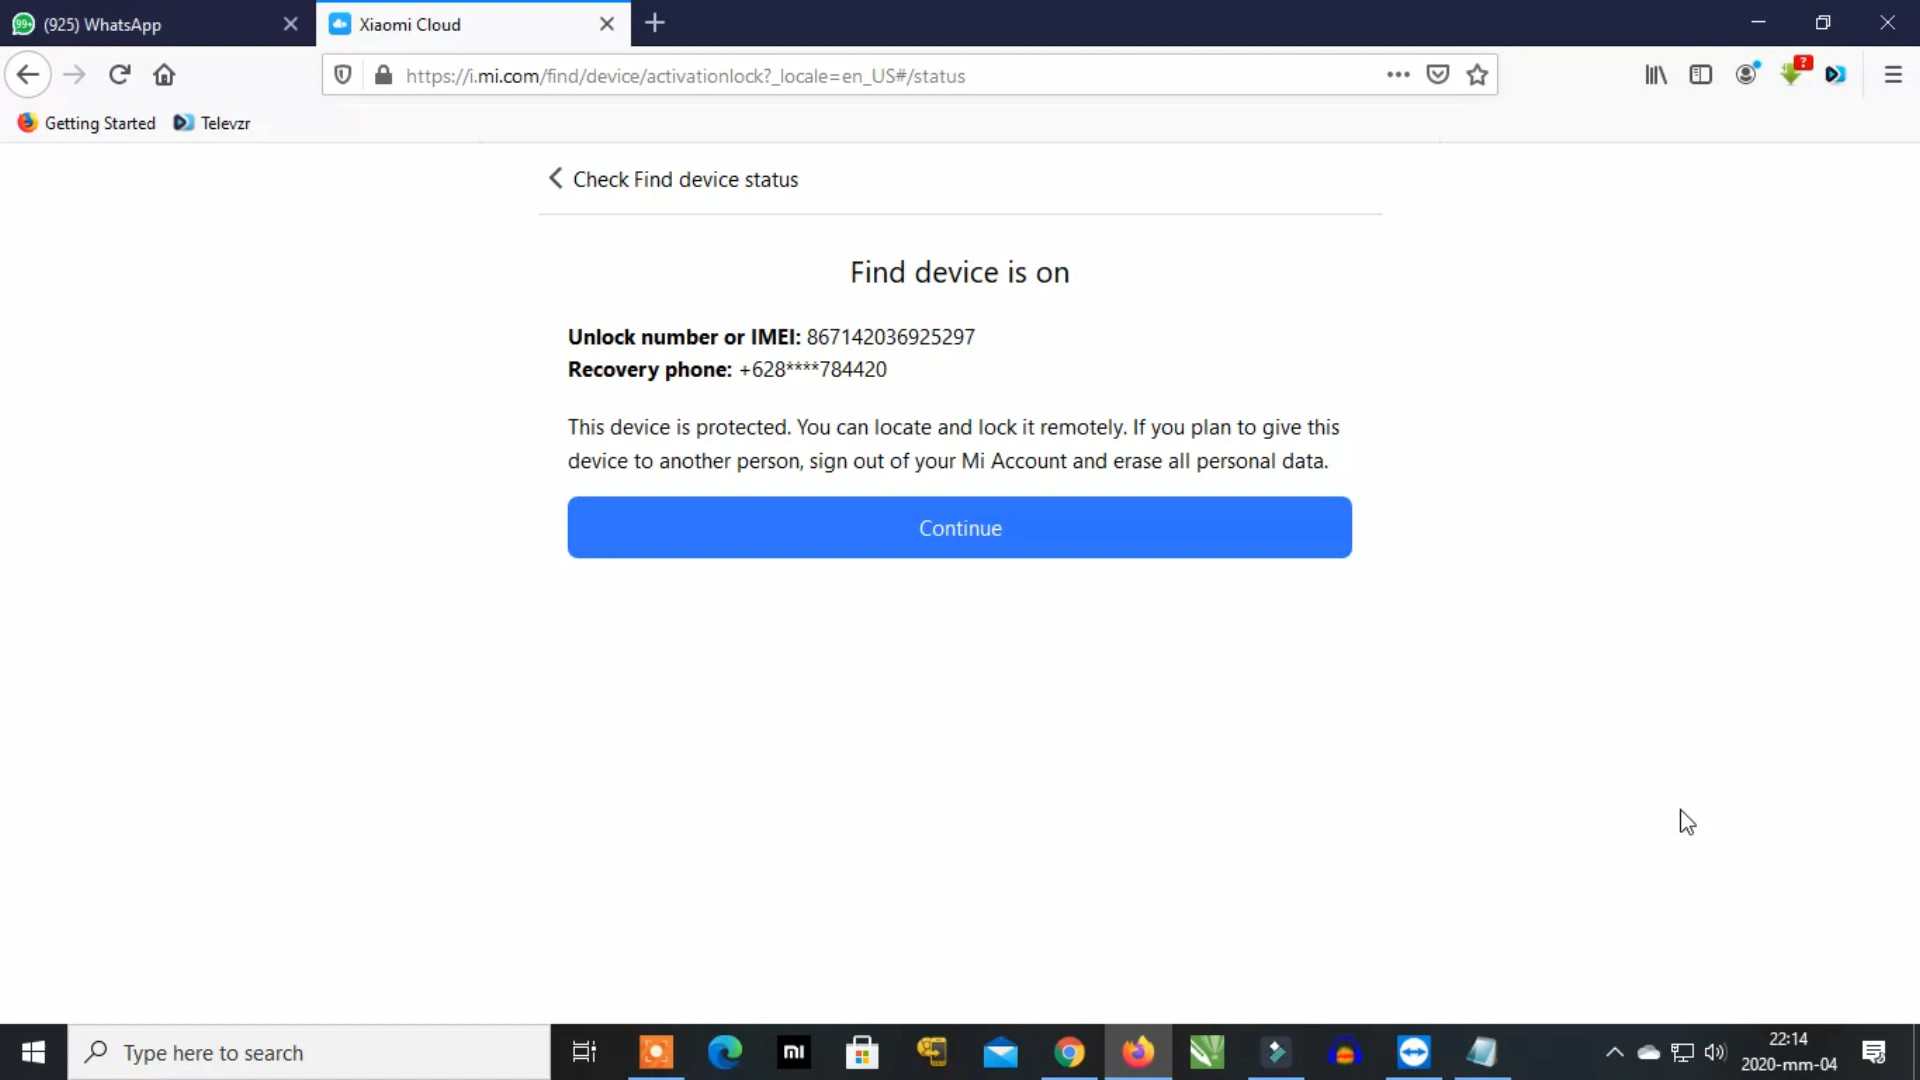 99+ (925) WhatsApp
Xiaomi Cloud
https://i.mi.com/find/device/activationlock?_locale=en_US#/status
?
Getting Started
Televzr
Check Find device status
Find device is on
Unlock number or IMEI: 867142036925297
Recovery phone: +628****784420
This device is protected. You can locate and lock it remotely. If you plan to give this
device to another person, sign out of your Mi Account and erase all personal data.
Continue
Type here to search
mi
22:14
2020-mm-04